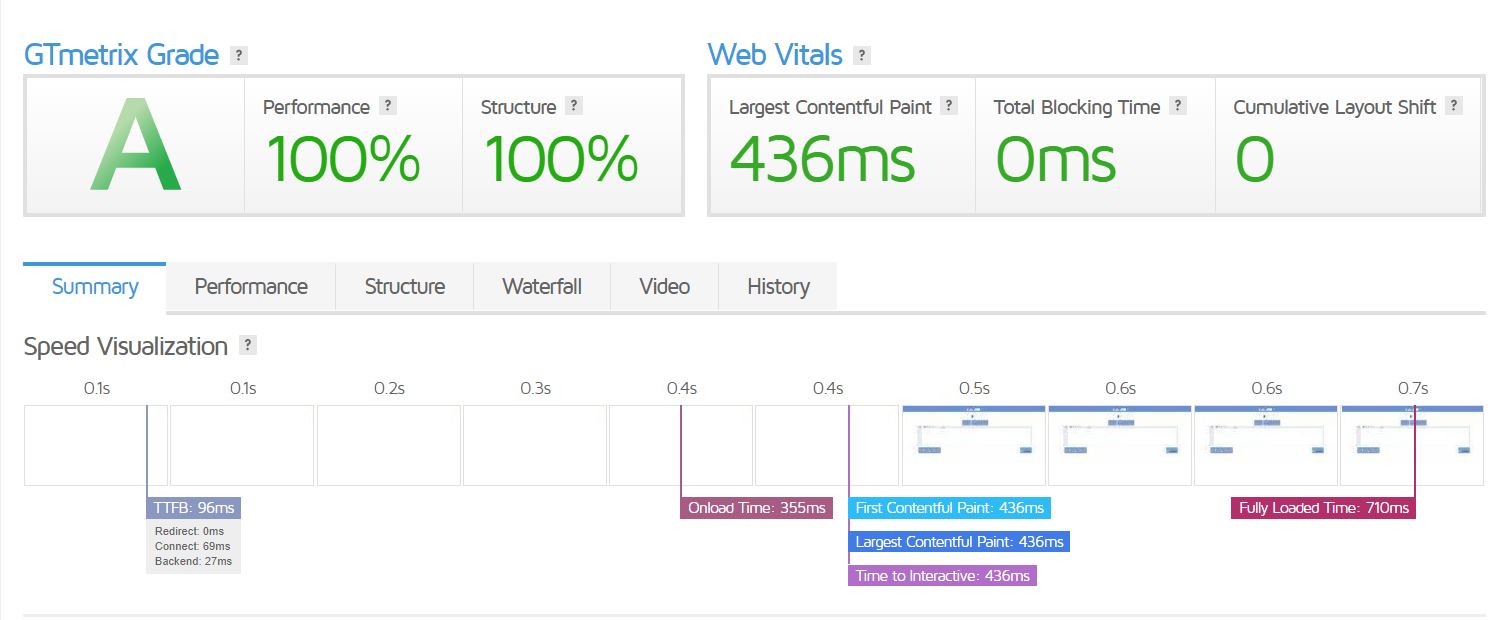 GTmetrix Grade ?
Web Vitals ?
A
Performance ?
100%
Structure ?
100%
Largest Contentful Paint ?
436ms
Total Blocking Time ?
0ms
Cumulative Layout Shift ?
0
Summary Performance Structure Waterfall Video History
Speed Visualization ?
0.1s 0.1s 0.2s 0.3s 0.4s 0.4s 0.5s 0.6s 0.6s 0.7s
TTFB: 96ms
Redirect: 0ms
Connect: 69ms
Backend: 27ms
Onload Time: 355ms
First Contentful Paint: 436ms
Largest Contentful Paint: 436ms
Time to Interactive: 436ms
Fully Loaded Time: 710ms